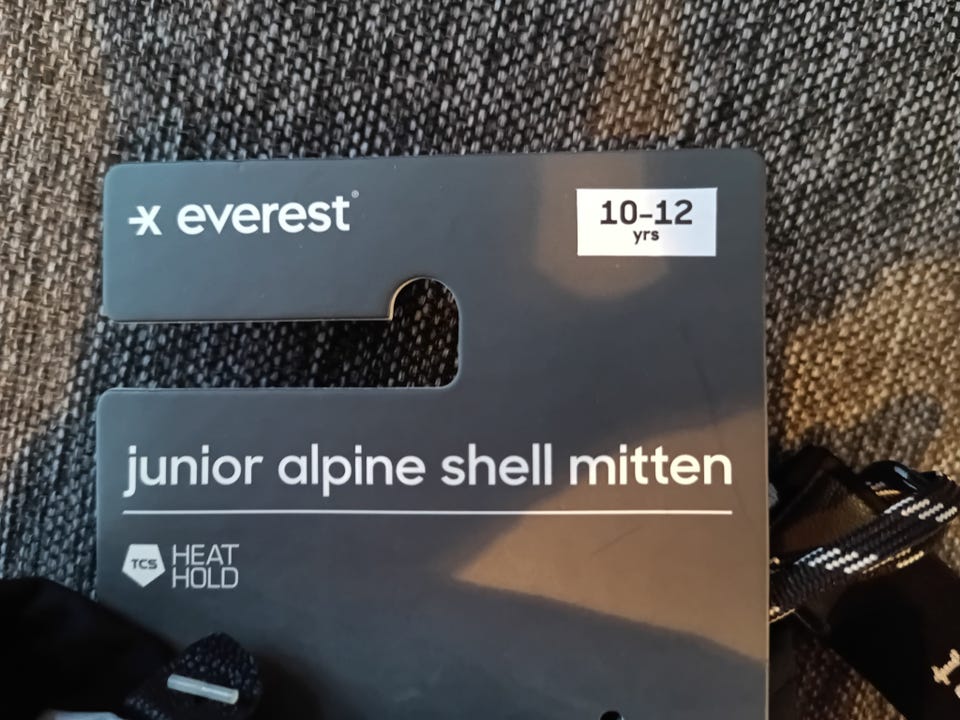 everest®
10-12
yrs
junior alpine shell mitten
TCS
HEAT
HOLD